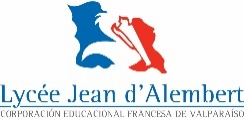 Lycée Jean d'Alembert
CORPORACIÓN EDUCACIONAL FRANCESA DE VALPARAÍSO